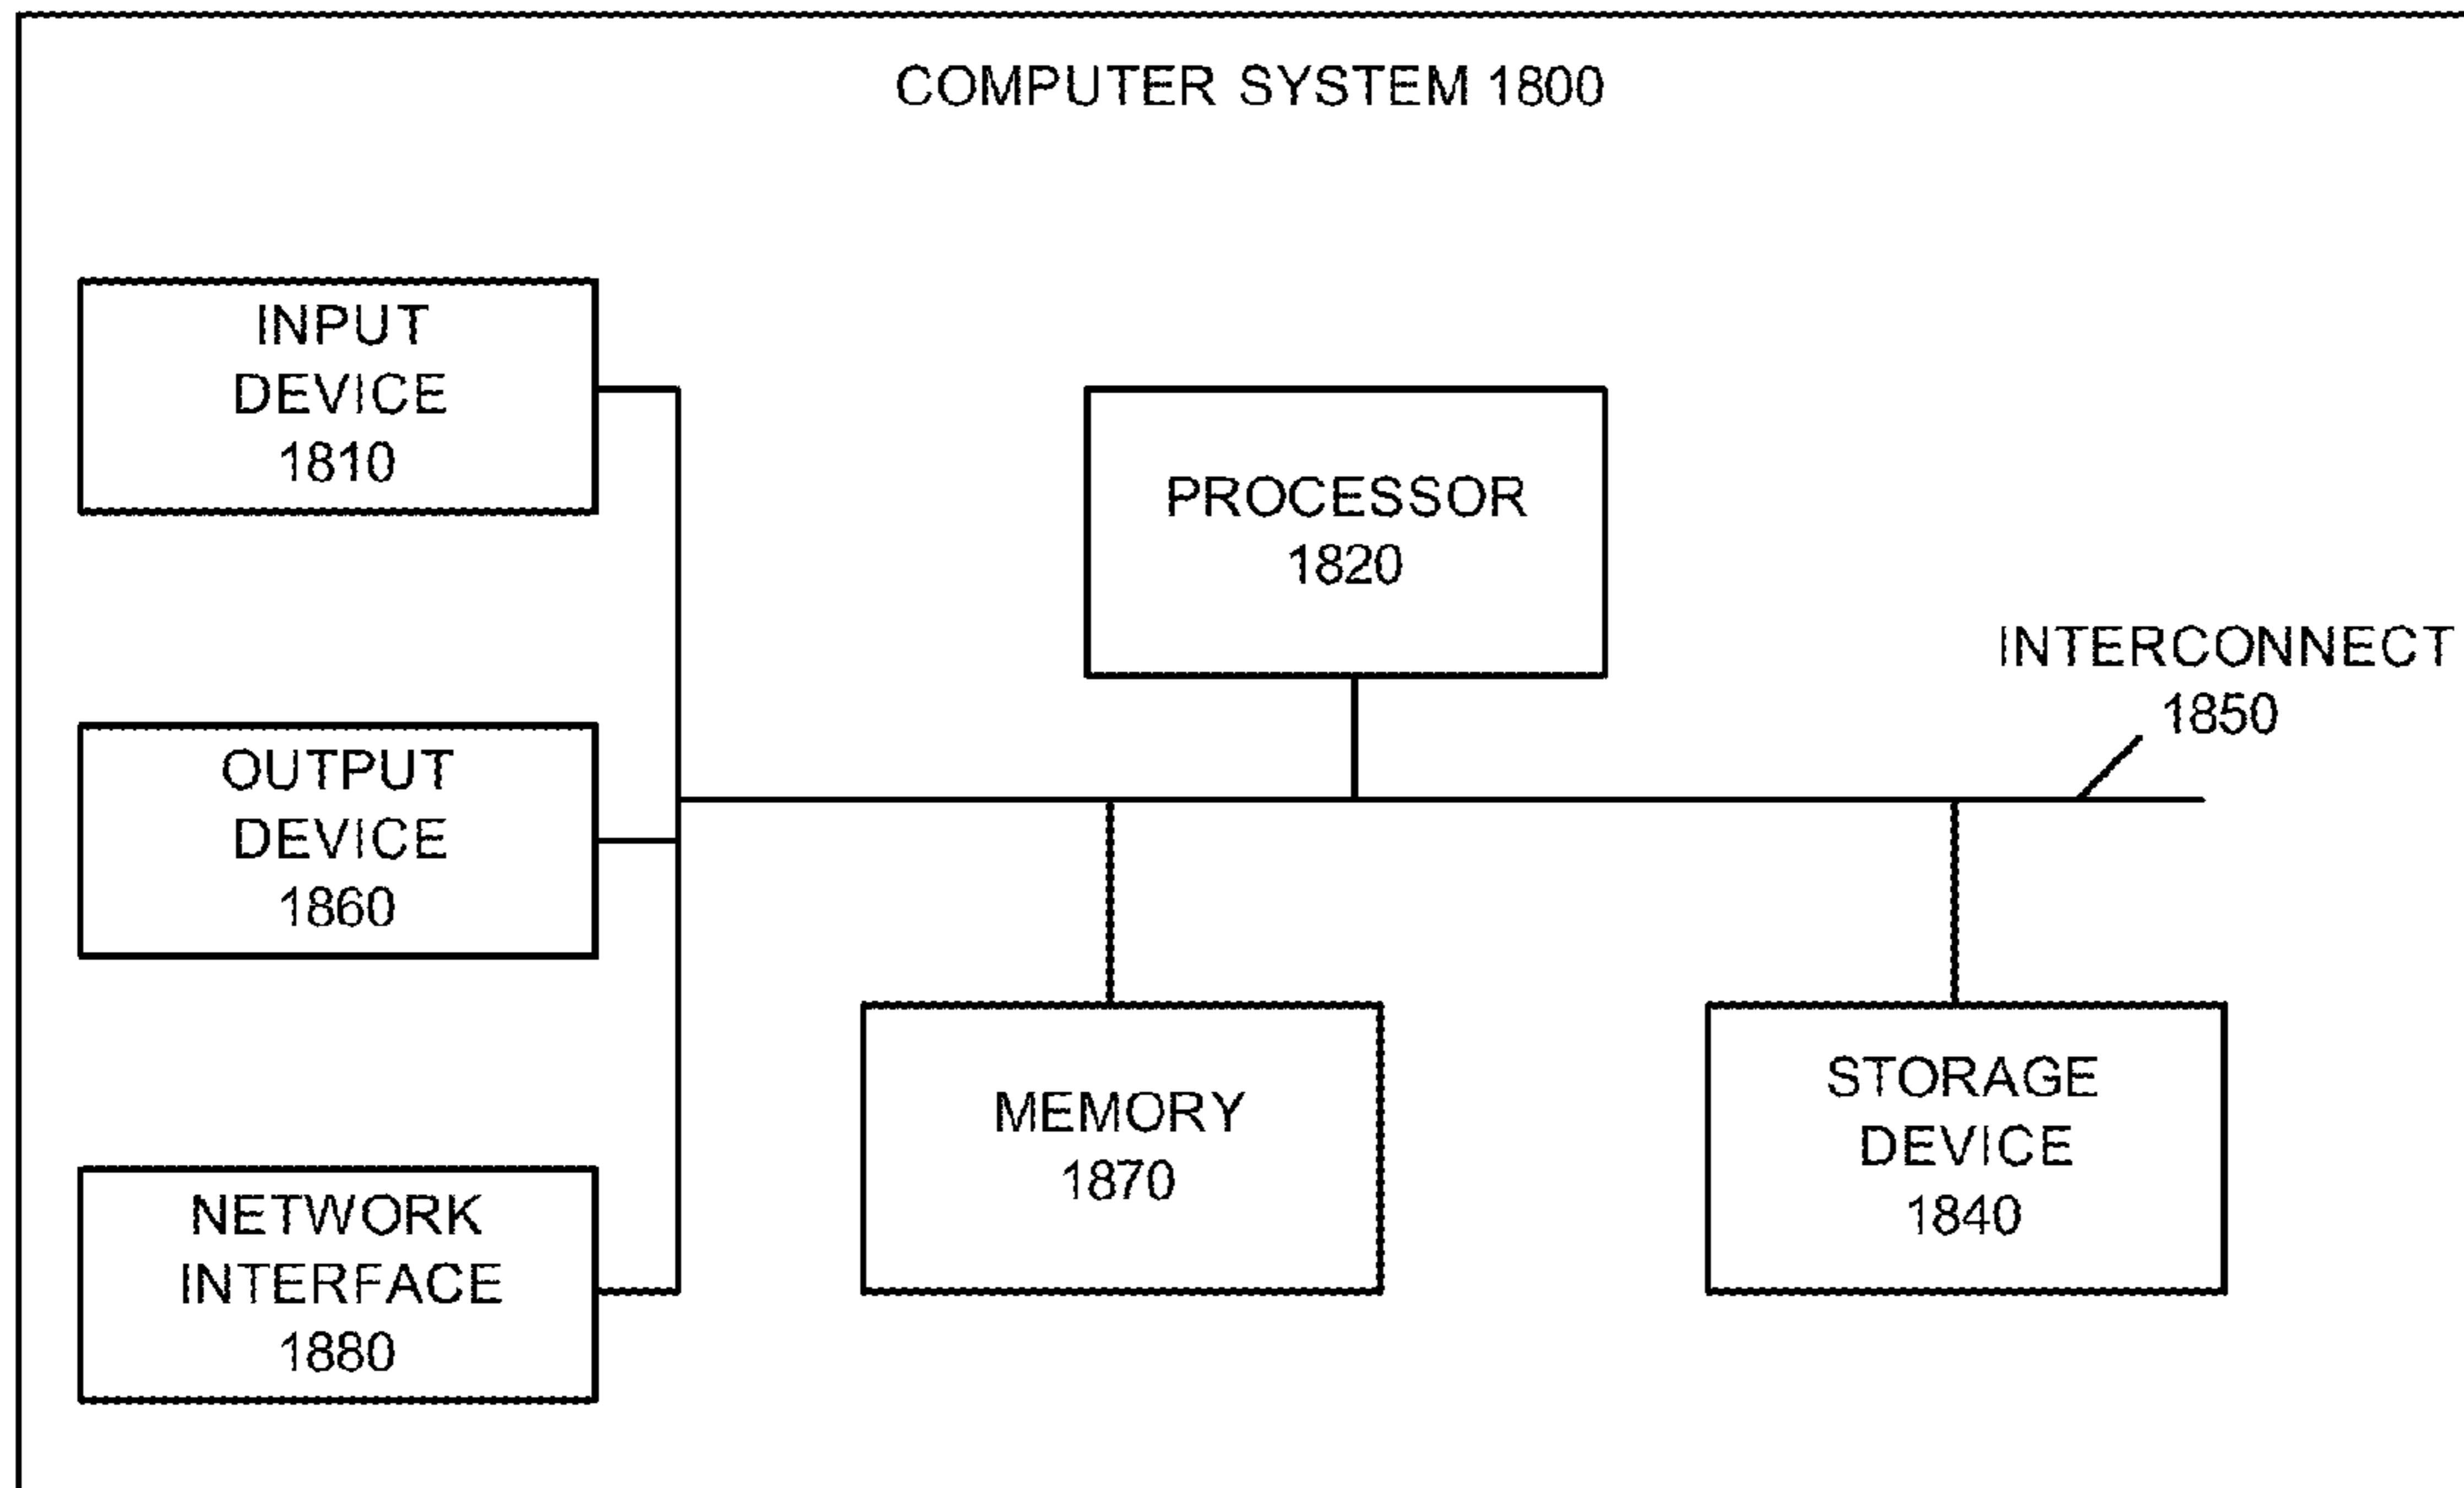 COMPUTER SYSTEM 1800
INPUT
DEVICE
1810
PROCESSOR
1820
INTERCONNECT
1850
OUTPUT
DEVICE
1860
MEMORY
1870
STORAGE
DEVICE
1840
NETWORK
INTERFACE
1880